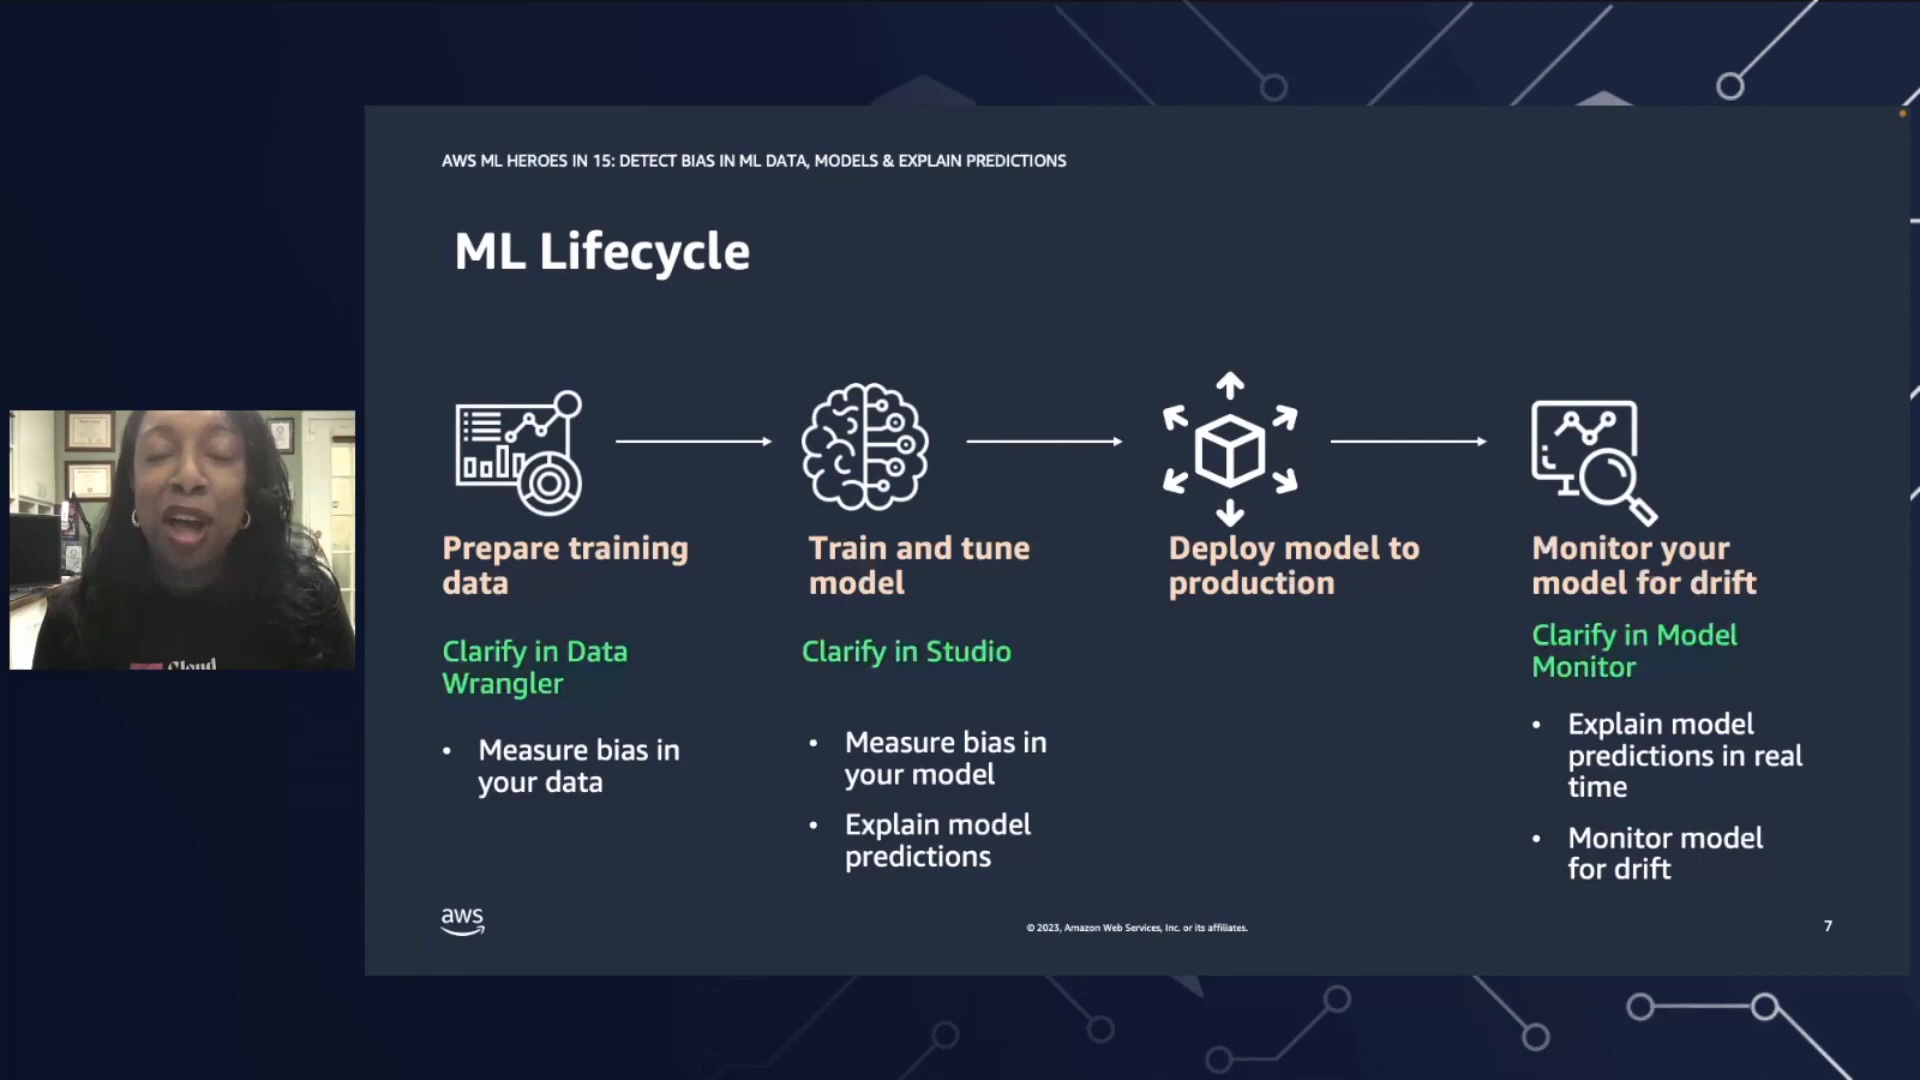 AWS ML HEROES IN 15: DETECT BIAS IN ML DATA, MODELS & EXPLAIN PREDICTIONS
ML Lifecycle
Prepare training
data
Clarify in Data
Wrangler
• Measure bias in
your data
Train and tune
model
Clarify in Studio
• Measure bias in
your model
• Explain model
predictions
Deploy model to
production
Monitor your
model for drift
Clarify in Model
Monitor
• Explain model
predictions in real
time
• Monitor model
for drift
Cloud
aws
© 2023, Amazon Web Services, Inc. or its affiliates.
7